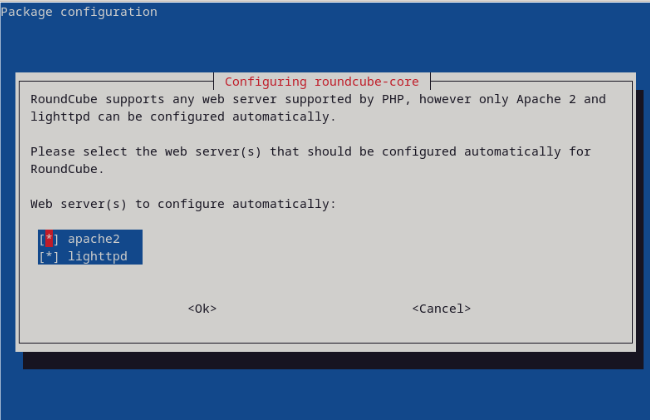 Package configuration
Configuring roundcube-core
RoundCube supports any web server supported by PHP, however only Apache 2 and
lighttpd can be configured automatically.
Please select the web server(s) that should be configured automatically for
RoundCube.
Web server(s) to configure automatically:
[*] apache2
[*] lighttpd
<Ok> <Cancel>